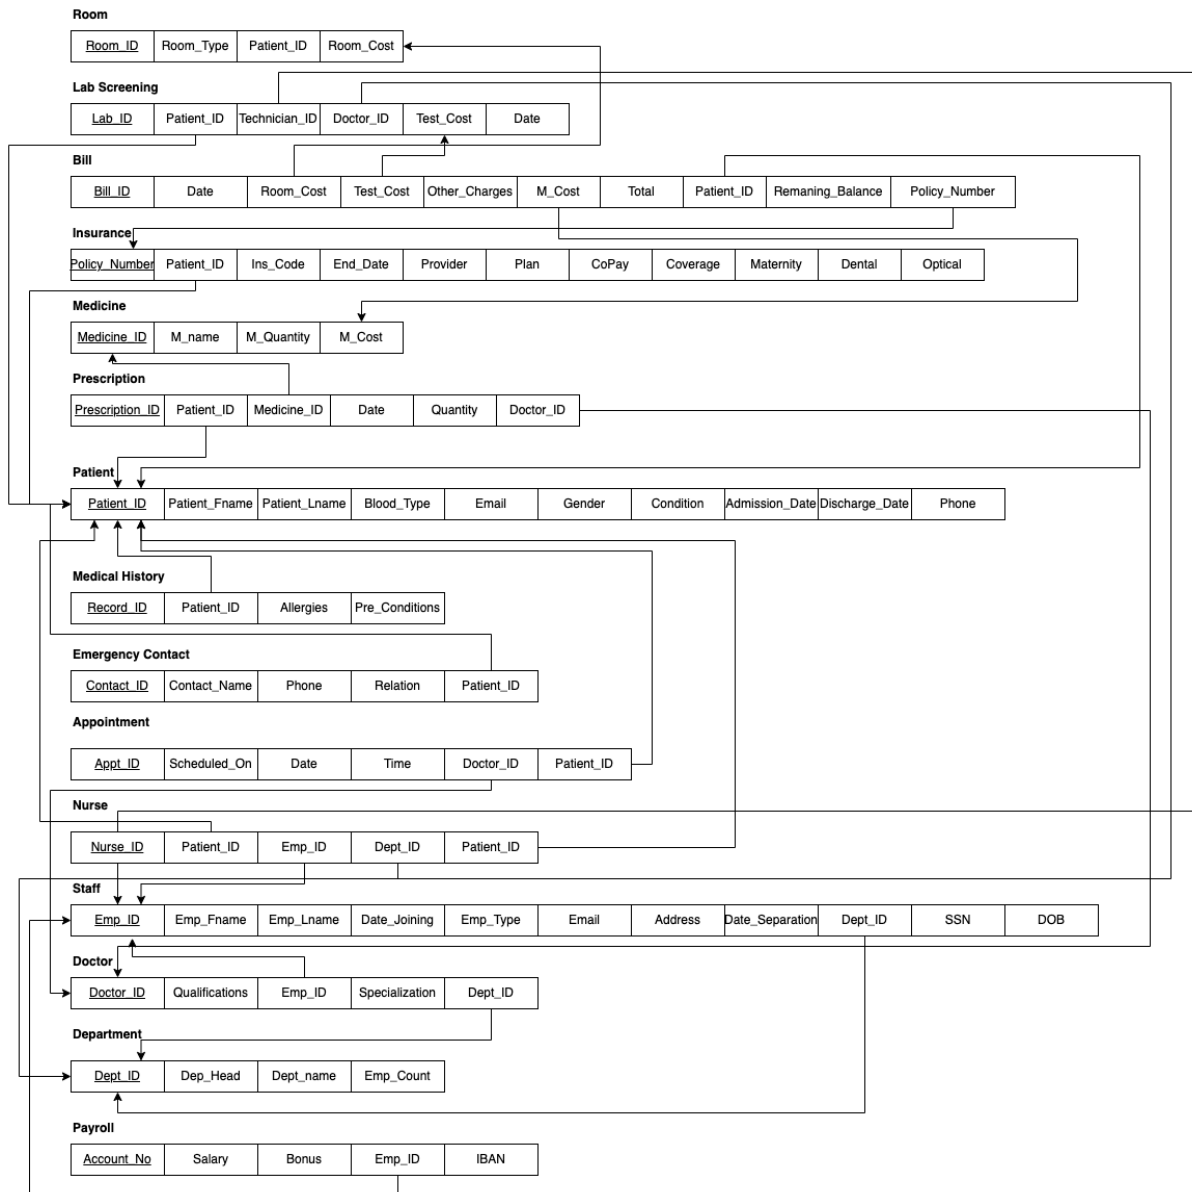 Room
Room_ID Room_Type Patient_ID Room_Cost
Lab Screening
Lab_ID Patient_ID Technician_ID Doctor_ID Test_Cost Date
Bill
Bill_ID Date Room_Cost Test_Cost Other_Charges M_Cost Total Patient_ID Remaning_Balance Policy_Number
Insurance
Policy_Number Patient_ID Ins_Code End_Date Provider Plan CoPay Coverage Maternity Dental Optical
Medicine
Medicine_ID M_name M_Quantity M_Cost
Prescription
Prescription_ID Patient_ID Medicine_ID Date Quantity Doctor_ID
Patient
Patient_ID Patient_Fname Patient_Lname Blood_Type Email Gender Condition Admission_Date Discharge_Date Phone
Medical History
Record_ID Patient_ID Allergies Pre_Conditions
Emergency Contact
Contact_ID Contact_Name Phone Relation Patient_ID
Appointment
Appt_ID Scheduled_On Date Time Doctor_ID Patient_ID
Nurse
Nurse_ID Patient_ID Emp_ID Dept_ID Patient_ID
Staff
Emp_ID Emp_Fname Emp_Lname Date_Joining Emp_Type Email Address Date_Separation Dept_ID SSN DOB
Doctor
Doctor_ID Qualifications Emp_ID Specialization Dept_ID
Department
Dept_ID Dep_Head Dept_name Emp_Count
Payroll
Account_No Salary Bonus Emp_ID IBAN